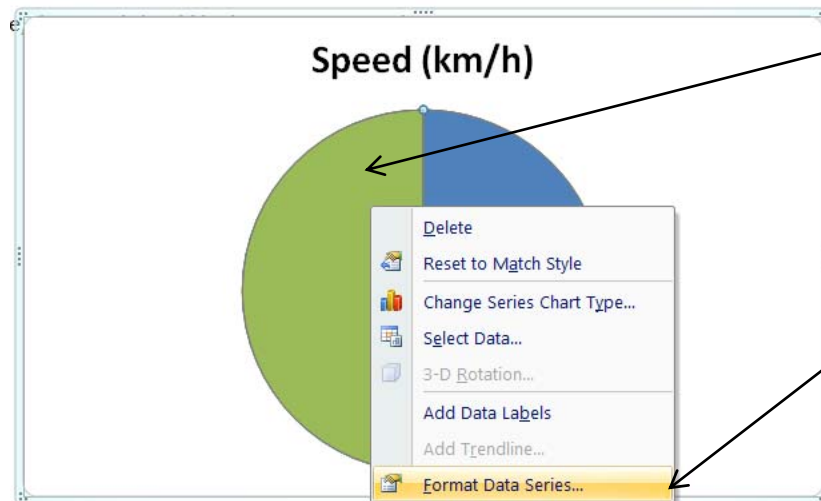 Speed (km/h)
Delete
Reset to Match Style
Change Series Chart Type...
Select Data...
3-D Rotation...
Add Data Labels
Add Trendline...
Format Data Series...